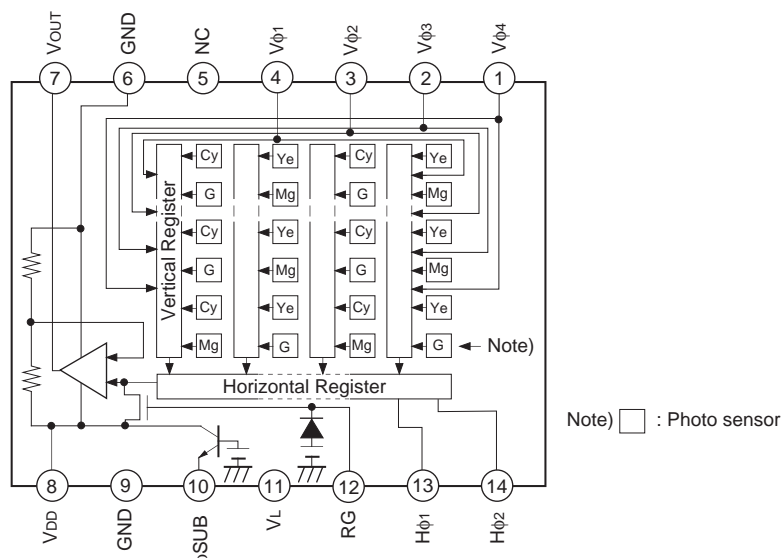 VOUT GND NC Vϕ1 Vϕ2 Vϕ3 Vϕ4
7 6 5 4 3 2 1
Cy Ye Cy Ye
G Mg G Mg
Cy Ye Cy Ye
G Mg G Mg
Cy Ye Cy Ye
Mg G Mg G Note)
Vertical Register
Horizontal Register
Note) : Photo sensor
8 9 10 11 12 13 14
VDD GND ϕSUB VL RG Hϕ1 Hϕ2